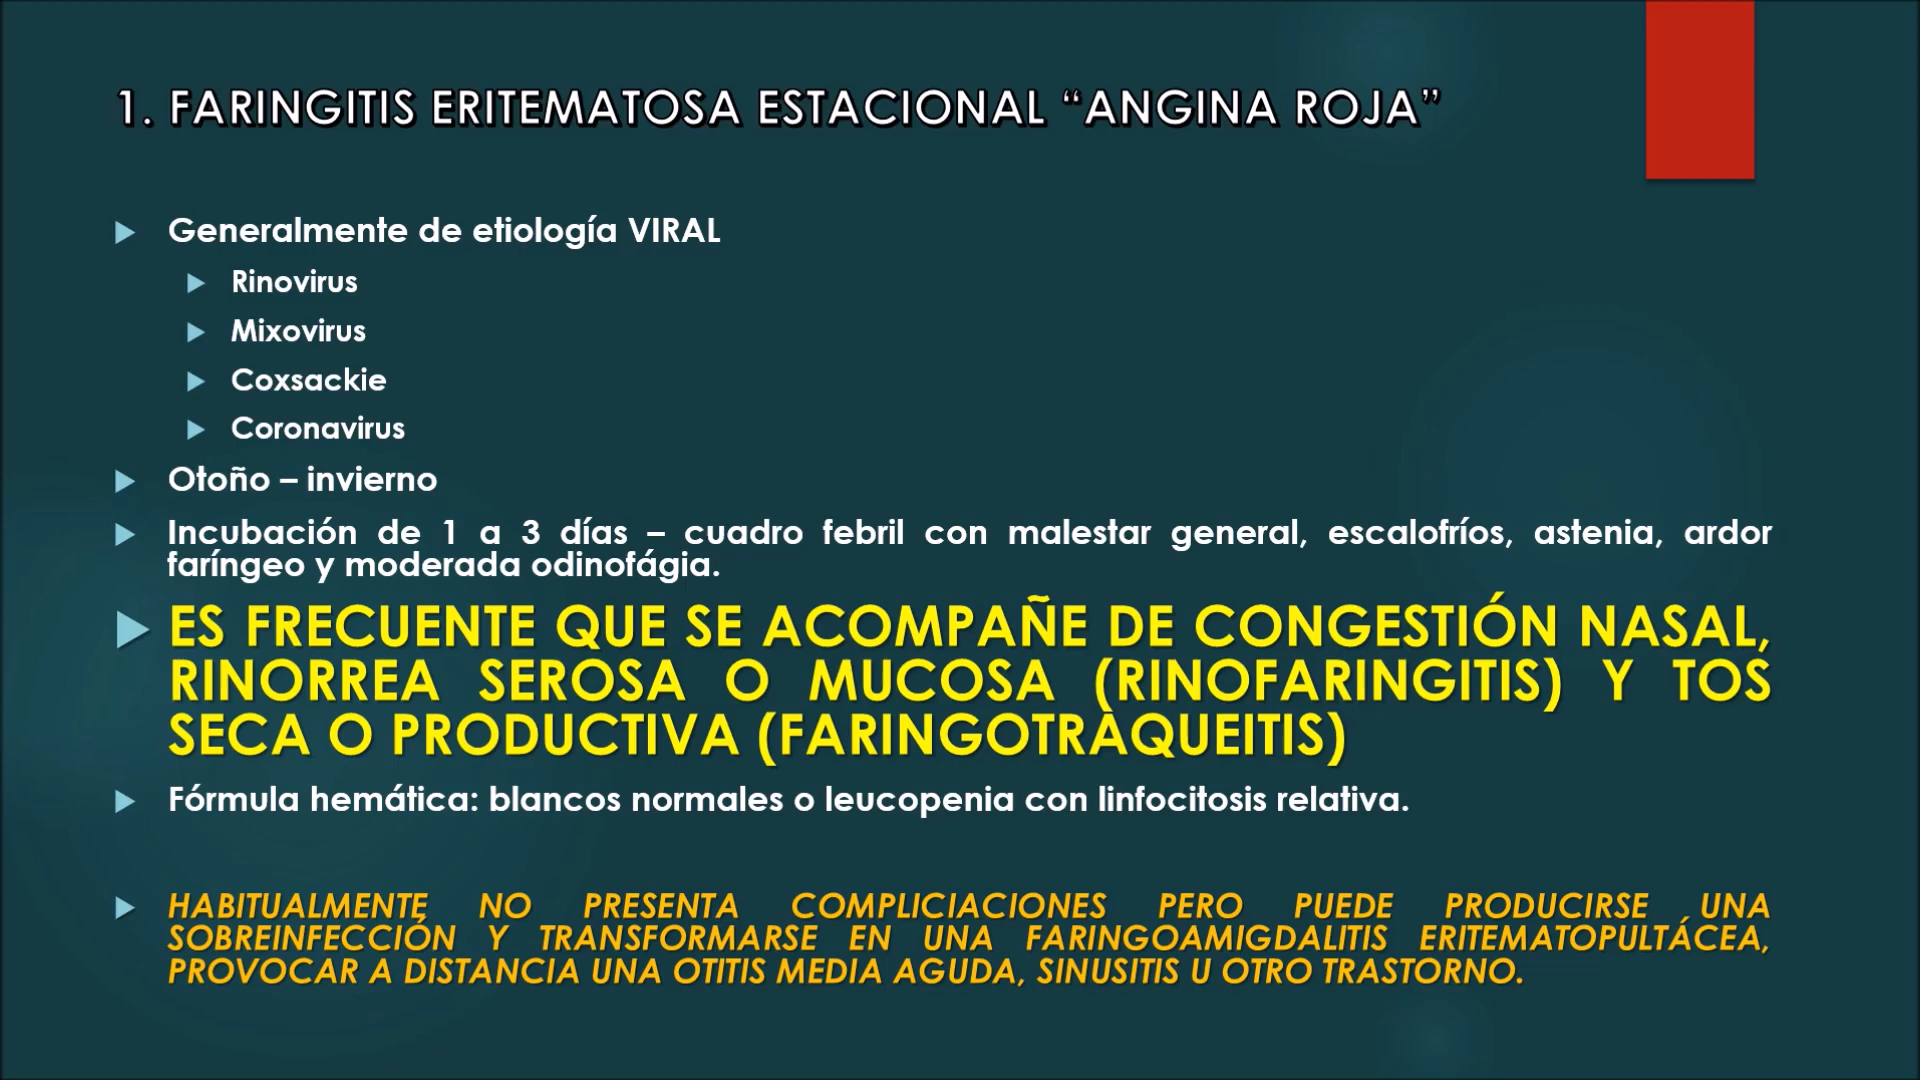 1. FARINGITIS ERITEMATOSA ESTACIONAL “ANGINA ROJA”
Generalmente de etiología VIRAL
Rinovirus
Mixovirus
Coxsackie
Coronavirus
Otoño – invierno
Incubación de 1 a 3 días – cuadro febril con malestar general, escalofríos, astenia, ardor
faríngeo y moderada odinofágia.
ES FRECUENTE QUE SE ACOMPAÑE DE CONGESTIÓN NASAL,
RINORREA SEROSA O MUCOSA (RINOFARINGITIS) Y TOS
SECA O PRODUCTIVA (FARINGOTRAQUEITIS)
Fórmula hemática: blancos normales o leucopenia con linfocitosis relativa.
HABITUALMENTE NO PRESENTA COMPLICIACIONES PERO PUEDE PRODUCIRSE UNA
SOBREINFECCIÓN Y TRANSFORMARSE EN UNA FARINGOAMIGDALITIS ERITEMATOPULTÁCEA,
PROVOCAR A DISTANCIA UNA OTITIS MEDIA AGUDA, SINUSITIS U OTRO TRASTORNO.